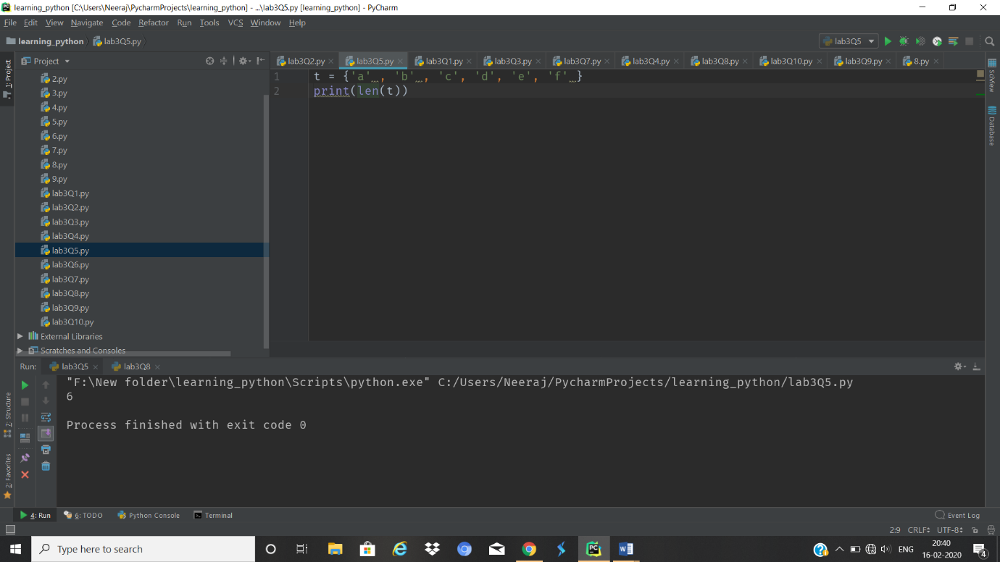 learning_python [C:\Users\Neeraj\PycharmProjects\learning_python] - ...\lab3Q5.py [learning_python] - PyCharm
File Edit View Navigate Code Refactor Run Tools VCS Window Help
learning_python lab3Q5.py lab3Q5
Project lab3Q2.py lab3Q5.py lab3Q1.py lab3Q3.py lab3Q7.py lab3Q4.py lab3Q8.py lab3Q10.py lab3Q9.py 8.py
1: Project
2.py
3.py
4.py
5.py
6.py
7.py
8.py
9.py
lab3Q1.py
lab3Q2.py
lab3Q3.py
lab3Q4.py
lab3Q5.py
lab3Q6.py
lab3Q7.py
lab3Q8.py
lab3Q9.py
lab3Q10.py
External Libraries
Scratches and Consoles
1 t = {'a' , 'b' , 'c', 'd', 'e', 'f' }
2 print(len(t))
SciView
Database
Run: lab3Q5 lab3Q8
"F:\New folder\learning_python\Scripts\python.exe" C:/Users/Neeraj/PycharmProjects/learning_python/lab3Q5.py
6
Process finished with exit code 0
7: Structure
2: Favorites
4: Run 6: TODO Python Console Terminal Event Log
2:9 CRLF UTF-8
Type here to search
ENG
20:40
16-02-2020
4